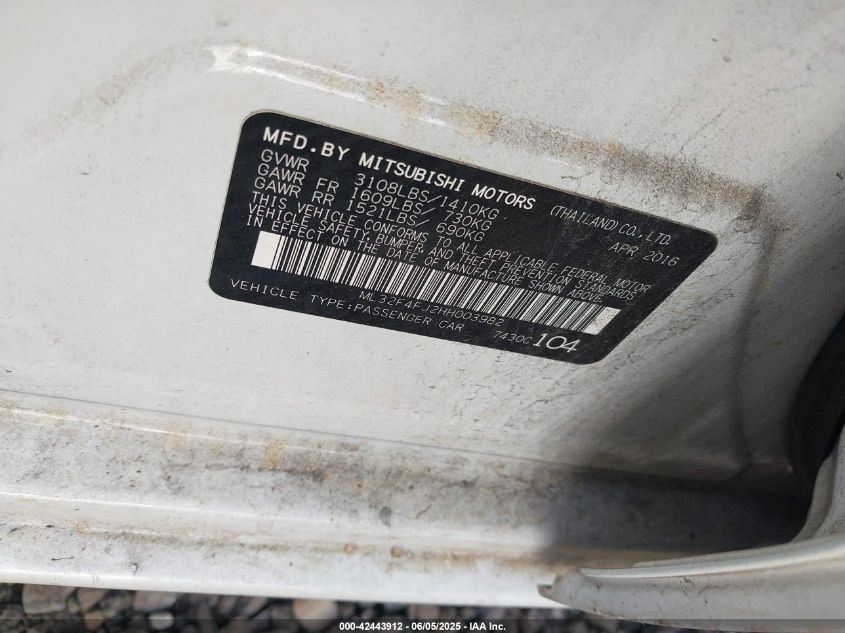 MFD.BY MITSUBISHI MOTORS (THAILAND)CO.,LTD.
GVWR 3108LBS/1410KG APR 2016
GAWR FR 1609LBS/ 730KG
GAWR RR 1521LBS/ 690KG
THIS VEHICLE CONFORMS TO ALL APPLICABLE FEDERAL MOTOR
VEHICLE SAFETY,BUMPER, AND THEFT PREVENTION STANDARDS
IN EFFECT ON THE DATE OF MANUFACTURE SHOWN ABOVE.
ML32F4FJ2HH003982
VEHICLE TYPE:PASSENGER CAR 7430C 104
000-42443912 - 06/05/2025 - IAA Inc.